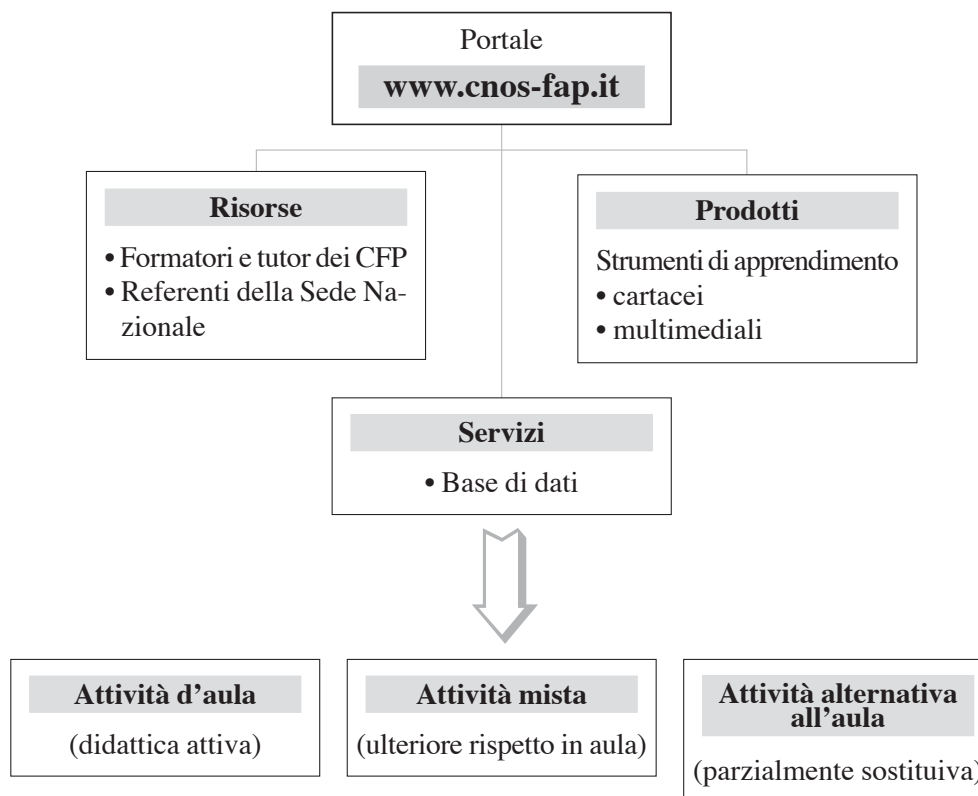 Portale
www.cnos-fap.it
Risorse
• Formatori e tutor dei CFP
• Referenti della Sede Na-
zionale
Prodotti
Strumenti di apprendimento
• cartacei
• multimediali
Servizi
• Base di dati
Attività d’aula
(didattica attiva)
Attività mista
(ulteriore rispetto in aula)
Attività alternativa
all’aula
(parzialmente sostituiva)